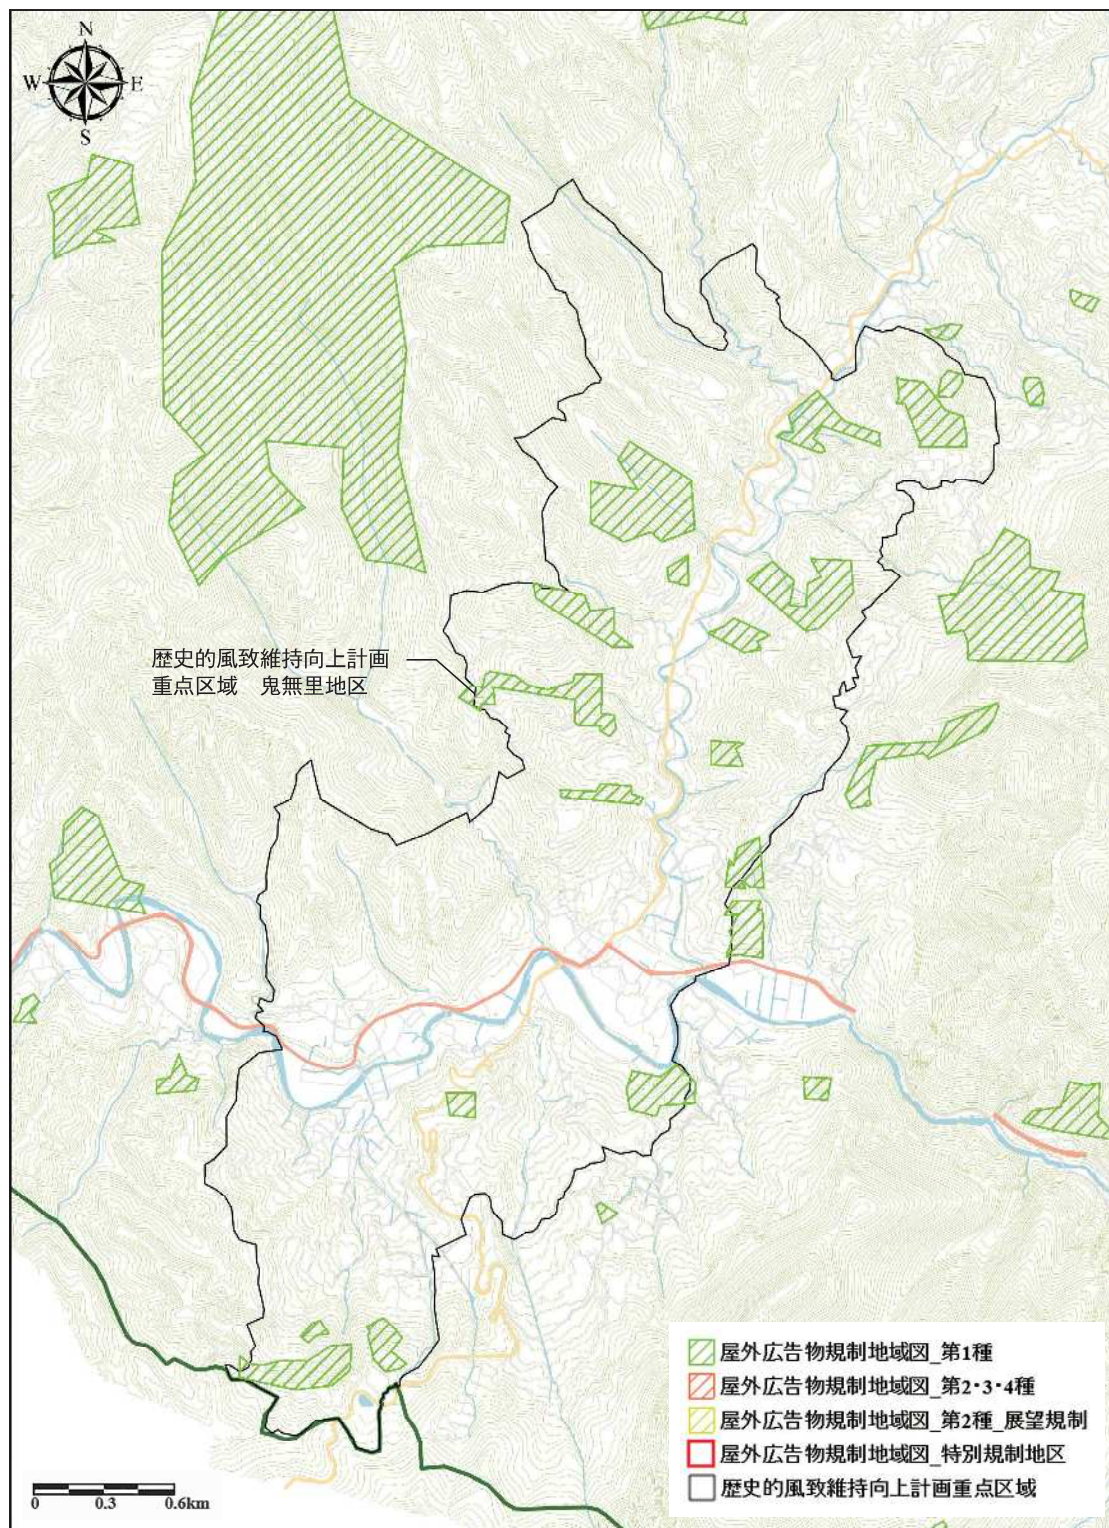 N
W E
S
歴史的風致維持向上計画
重点区域 鬼無里地区
屋外広告物規制地域図_第1種
屋外広告物規制地域図_第2・3・4種
屋外広告物規制地域図_第2種_展望規制
屋外広告物規制地域図_特別規制地区
歴史的風致維持向上計画重点区域
0 0.3 0.6km